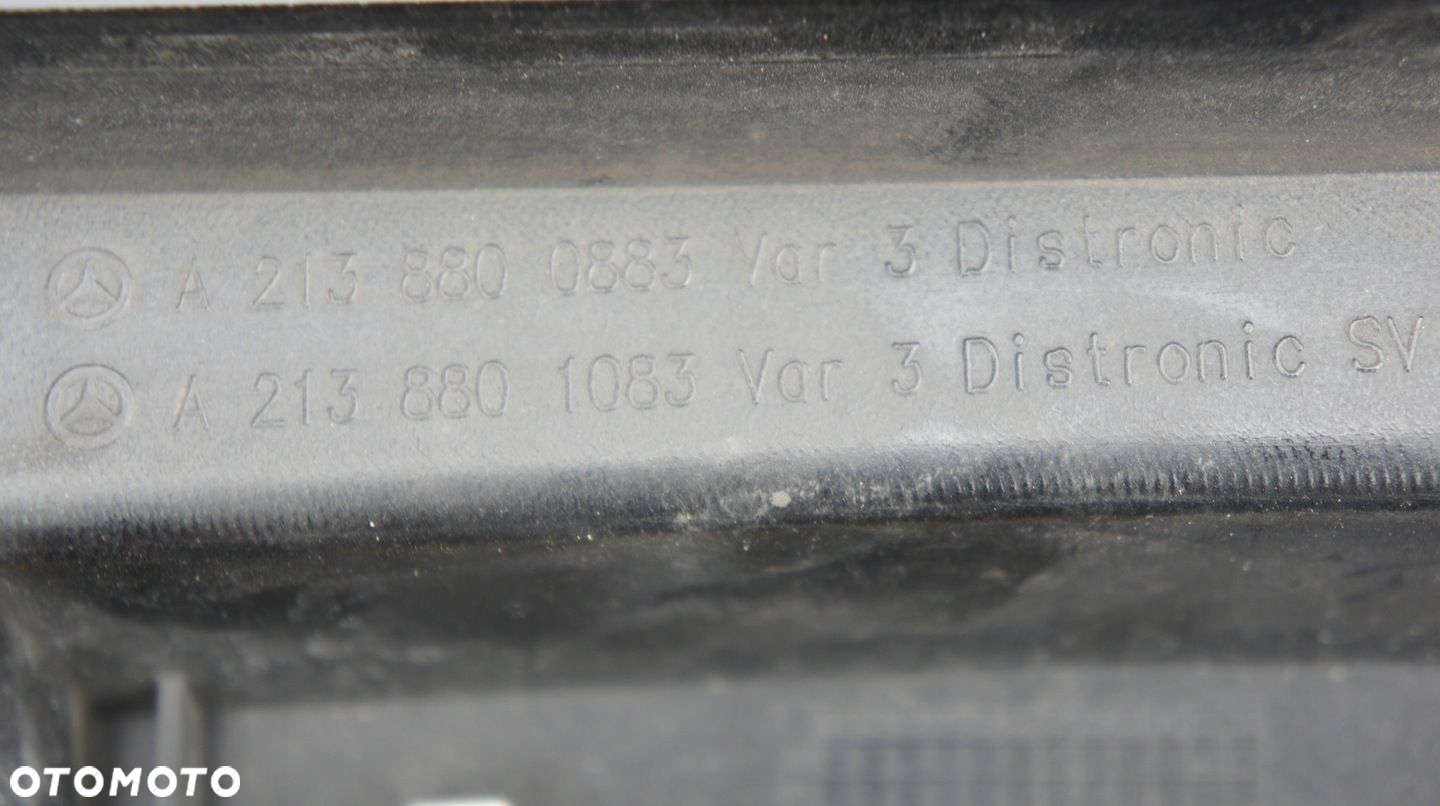 A 213 880 0883 Var 3 Distronic
A 213 880 1083 Var 3 Distronic SV
OTOMOTO